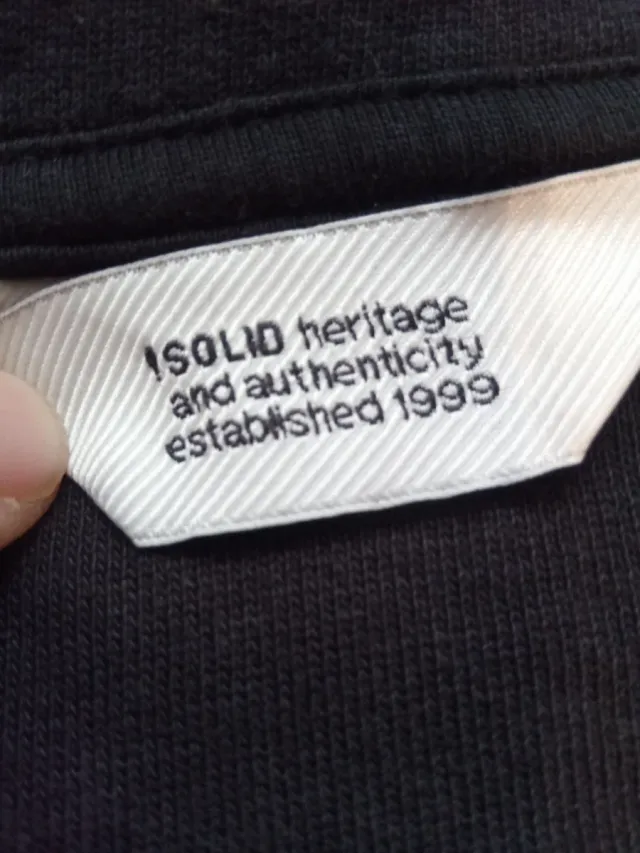 !SOLID heritage
and authenticity
established 1999